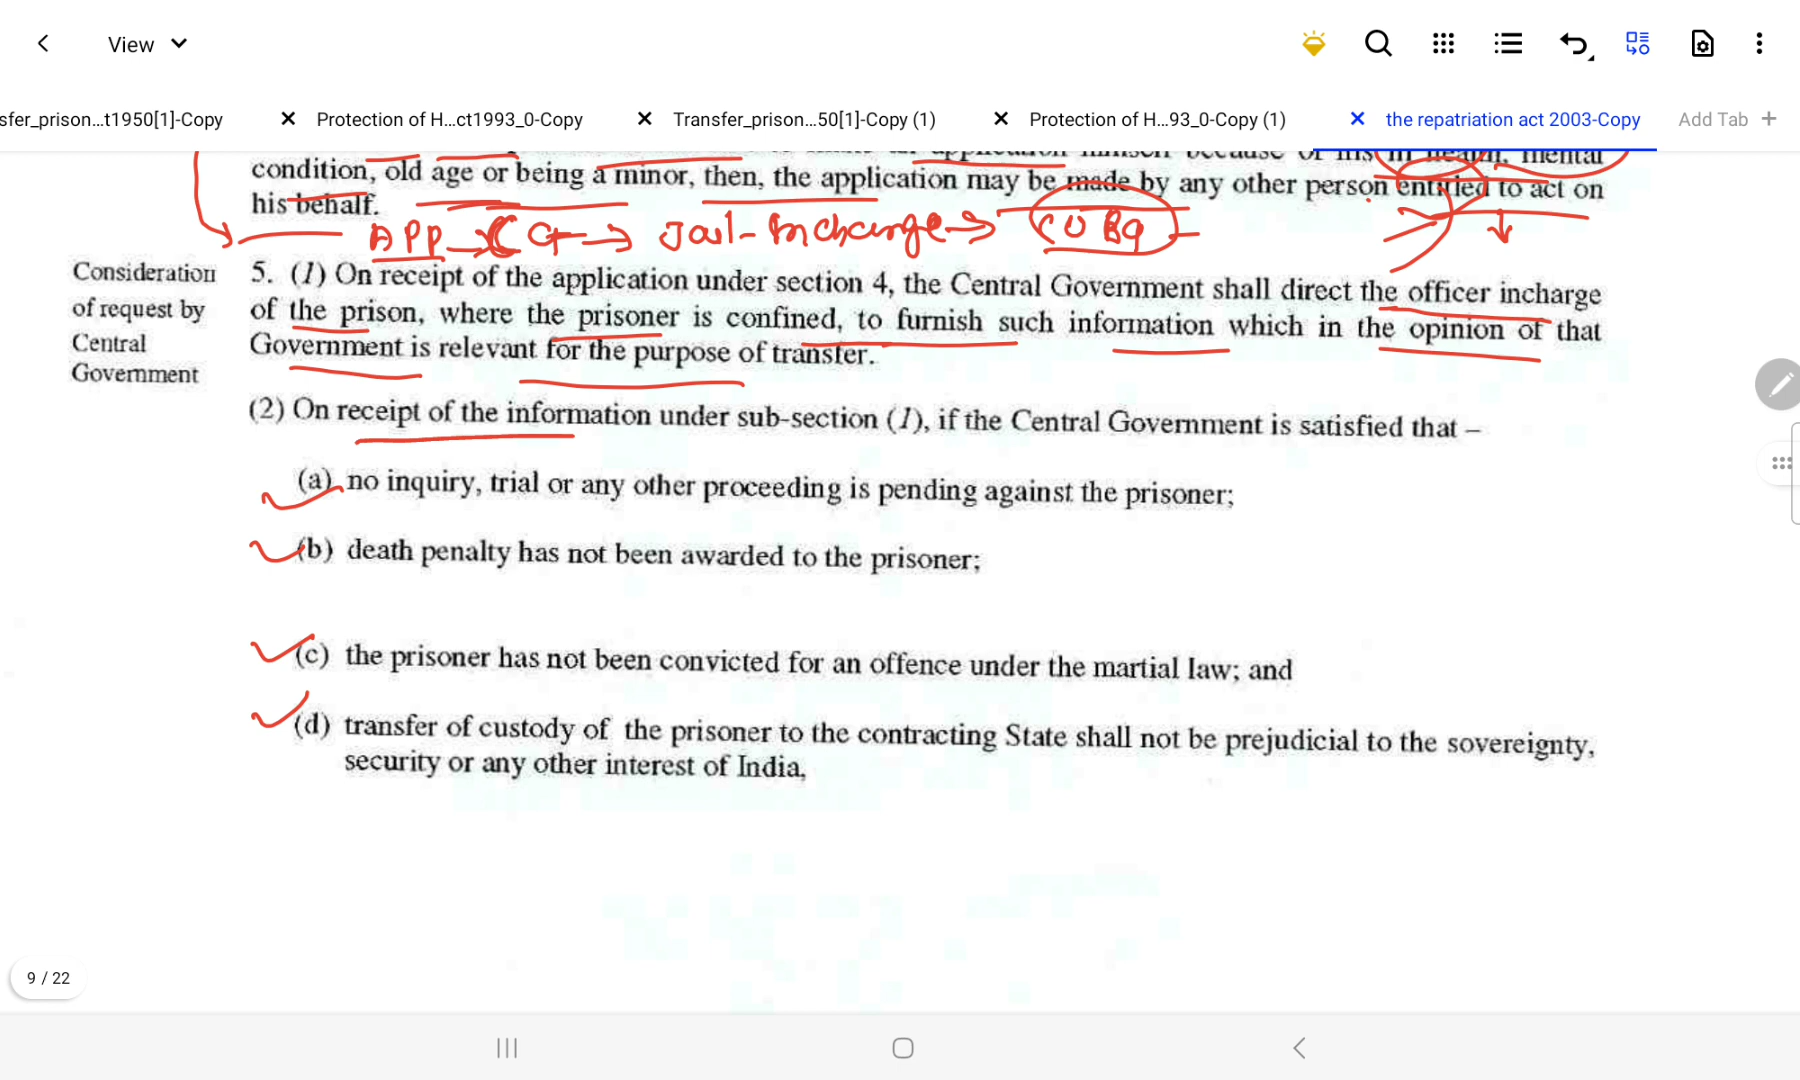 View
sfer_prison...t1950[1]-Copy
Protection of H...ct1993_0-Copy
Transfer_prison...50[1]-Copy (1)
Protection of H...93_0-Copy (1)
the repatriation act 2003-Copy
Add Tab +
condition, old age or being a minor, then, the application may be made by any other person entitled to act on
his behalf.
APP → CG → Jail-Incharge →
Consideration
of request by
Central
Government
5. (1) On receipt of the application under section 4, the Central Government shall direct the officer incharge
of the prison, where the prisoner is confined, to furnish such information which in the opinion of that
Government is relevant for the purpose of transfer.
(2) On receipt of the information under sub-section (1), if the Central Government is satisfied that –
(a) no inquiry, trial or any other proceeding is pending against the prisoner;
(b) death penalty has not been awarded to the prisoner;
(c) the prisoner has not been convicted for an offence under the martial law; and
(d) transfer of custody of the prisoner to the contracting State shall not be prejudicial to the sovereignty,
security or any other interest of India,
9 / 22